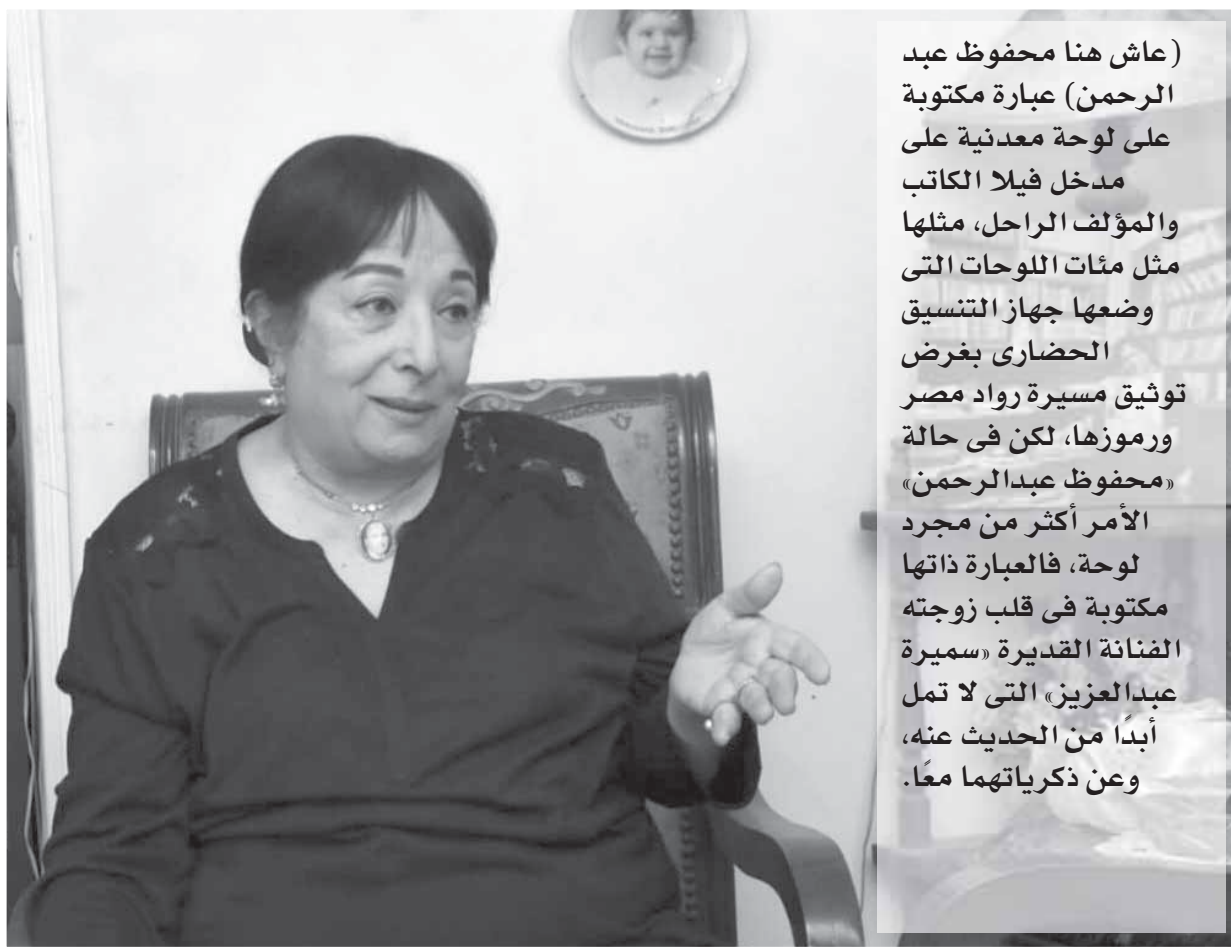 (عاش هنا محفوظ عبد
الرحمن) عبارة مكتوبة
على لوحة معدنية على
مدخل فيلا الكاتب
والمؤلف الراحل، مثلها
مثل مئات اللوحات التى
وضعها جهاز التنسيق
الحضارى بغرض
توثيق مسيرة رواد مصر
ورموزها، لكن فى حالة
«محفوظ عبدالرحمن»
الأمر أكثر من مجرد
لوحة، فالعبارة ذاتها
مكتوبة فى قلب زوجته
الفنانة القديرة «سميرة
عبدالعزيز» التى لا تمل
أبدًا من الحديث عنه،
وعن ذكرياتهما معًا.